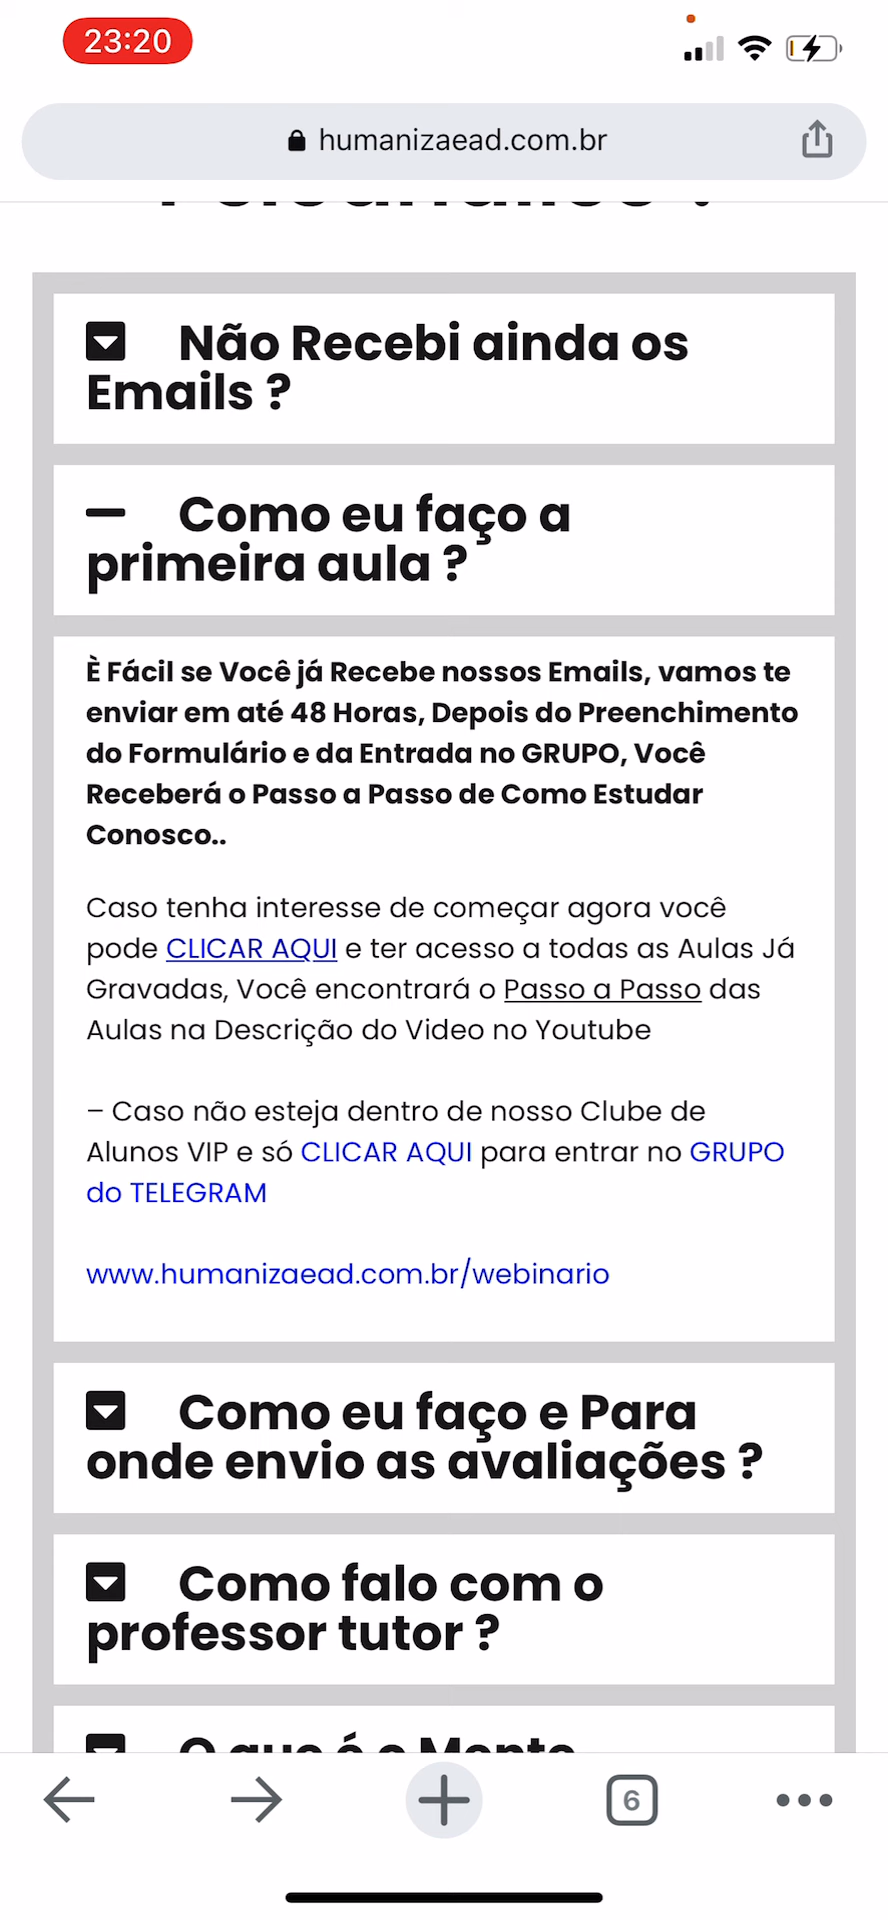 23:20
humanizaead.com.br
Não Recebi ainda os
Emails ?
Como eu faço a
primeira aula ?
È Fácil se Você já Recebe nossos Emails, vamos te
enviar em até 48 Horas, Depois do Preenchimento
do Formulário e da Entrada no GRUPO, Você
Receberá o Passo a Passo de Como Estudar
Conosco..
Caso tenha interesse de começar agora você
pode CLICAR AQUI e ter acesso a todas as Aulas Já
Gravadas, Você encontrará o Passo a Passo das
Aulas na Descrição do Video no Youtube
– Caso não esteja dentro de nosso Clube de
Alunos VIP e só CLICAR AQUI para entrar no GRUPO
do TELEGRAM
www.humanizaead.com.br/webinario
Como eu faço e Para
onde envio as avaliações ?
Como falo com o
professor tutor ?
O que é o Mente
6